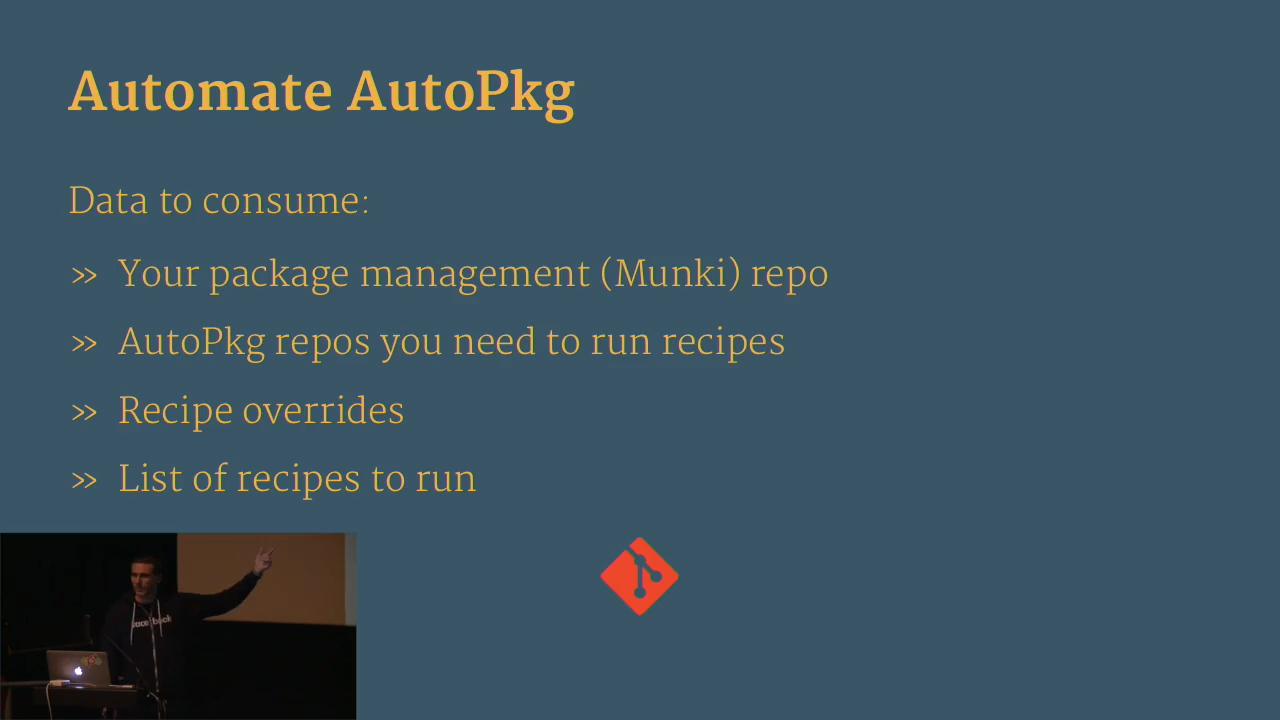 Automate AutoPkg
Data to consume:
» Your package management (Munki) repo
» AutoPkg repos you need to run recipes
» Recipe overrides
» List of recipes to run